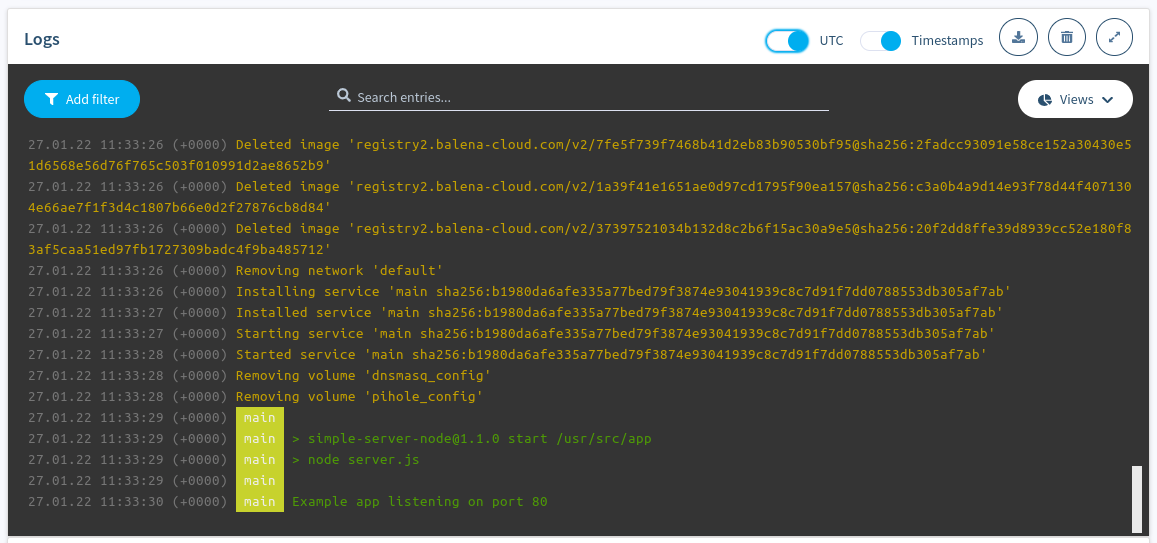 Logs
UTC
Timestamps
Add filter
Search entries...
Views
27.01.22 11:33:26 (+0000) Deleted image 'registry2.balena-cloud.com/v2/7fe5f739f7468b41d2eb83b90530bf95@sha256:2fadcc93091e58ce152a30430e5
1d6568e56d76f765c503f010991d2ae8652b9'
27.01.22 11:33:26 (+0000) Deleted image 'registry2.balena-cloud.com/v2/1a39f41e1651ae0d97cd1795f90ea157@sha256:c3a0b4a9d14e93f78d44f407130
4e66ae7f1f3d4c1807b66e0d2f27876cb8d84'
27.01.22 11:33:26 (+0000) Deleted image 'registry2.balena-cloud.com/v2/37397521034b132d8c2b6f15ac30a9e5@sha256:20f2dd8ffe39d8939cc52e180f8
3af5caa51ed97fb1727309badc4f9ba485712'
27.01.22 11:33:26 (+0000) Removing network 'default'
27.01.22 11:33:26 (+0000) Installing service 'main sha256:b1980da6afe335a77bed79f3874e93041939c8c7d91f7dd0788553db305af7ab'
27.01.22 11:33:27 (+0000) Installed service 'main sha256:b1980da6afe335a77bed79f3874e93041939c8c7d91f7dd0788553db305af7ab'
27.01.22 11:33:27 (+0000) Starting service 'main sha256:b1980da6afe335a77bed79f3874e93041939c8c7d91f7dd0788553db305af7ab'
27.01.22 11:33:28 (+0000) Started service 'main sha256:b1980da6afe335a77bed79f3874e93041939c8c7d91f7dd0788553db305af7ab'
27.01.22 11:33:28 (+0000) Removing volume 'dnsmasq_config'
27.01.22 11:33:28 (+0000) Removing volume 'pihole_config'
27.01.22 11:33:29 (+0000) main
27.01.22 11:33:29 (+0000) main > simple-server-node@1.1.0 start /usr/src/app
27.01.22 11:33:29 (+0000) main > node server.js
27.01.22 11:33:29 (+0000) main
27.01.22 11:33:30 (+0000) main Example app listening on port 80